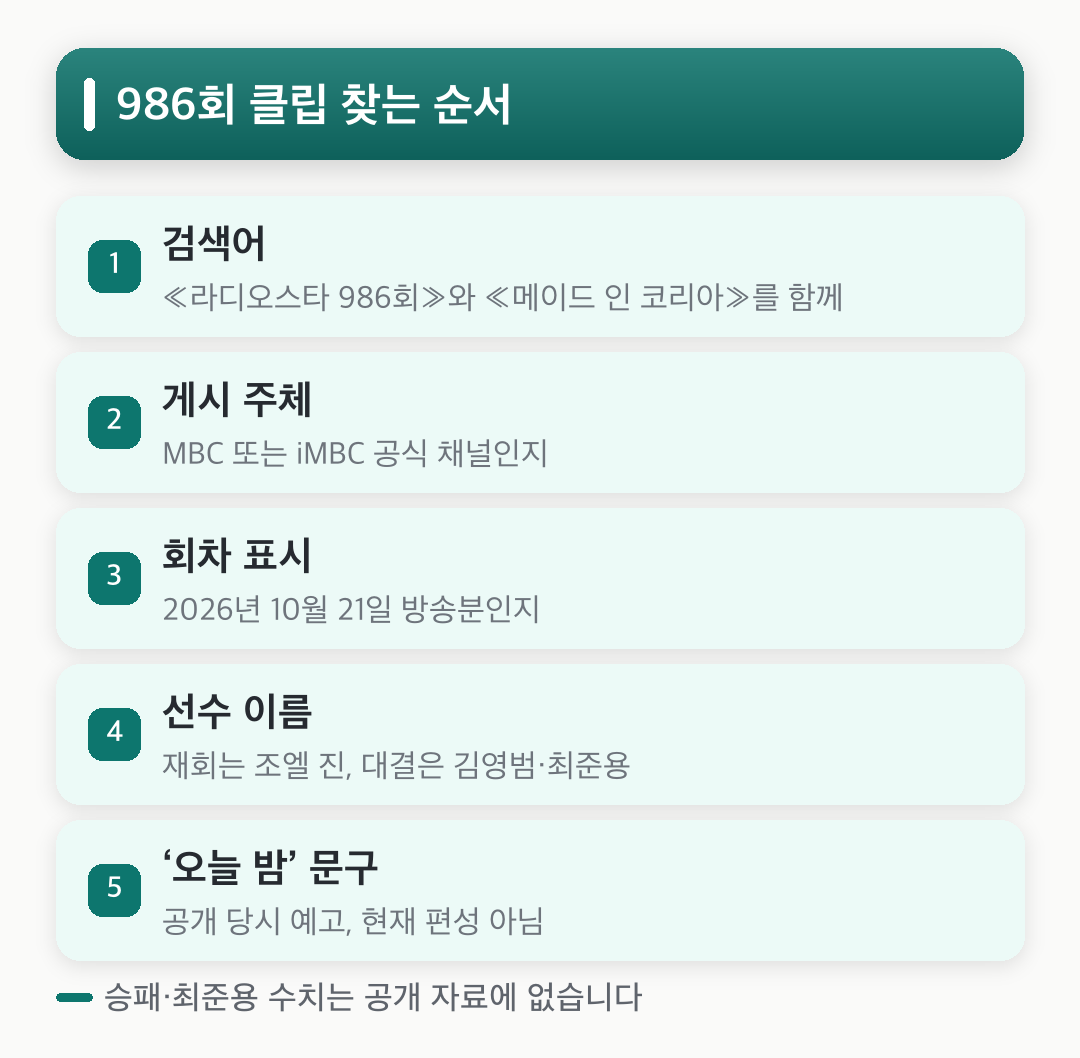 986회 클립 찾는 순서
1
검색어
≪라디오스타 986회≫와 ≪메이드 인 코리아≫를 함께
2
게시 주체
MBC 또는 iMBC 공식 채널인지
3
회차 표시
2026년 10월 21일 방송분인지
4
선수 이름
재회는 조엘 진, 대결은 김영범·최준용
5
‘오늘 밤’ 문구
공개 당시 예고, 현재 편성 아님
승패·최준용 수치는 공개 자료에 없습니다